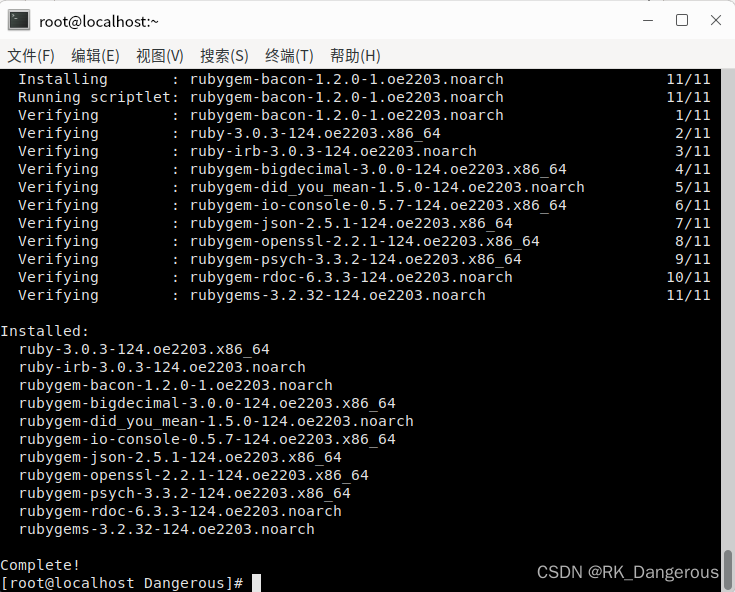 root@localhost:~
文件(F) 编辑(E) 视图(V) 搜索(S) 终端(T) 帮助(H)
Installing : rubygem-bacon-1.2.0-1.oe2203.noarch 11/11
Running scriptlet: rubygem-bacon-1.2.0-1.oe2203.noarch 11/11
Verifying : rubygem-bacon-1.2.0-1.oe2203.noarch 1/11
Verifying : ruby-3.0.3-124.oe2203.x86_64 2/11
Verifying : ruby-irb-3.0.3-124.oe2203.noarch 3/11
Verifying : rubygem-bigdecimal-3.0.0-124.oe2203.x86_64 4/11
Verifying : rubygem-did_you_mean-1.5.0-124.oe2203.noarch 5/11
Verifying : rubygem-io-console-0.5.7-124.oe2203.x86_64 6/11
Verifying : rubygem-json-2.5.1-124.oe2203.x86_64 7/11
Verifying : rubygem-openssl-2.2.1-124.oe2203.x86_64 8/11
Verifying : rubygem-psych-3.3.2-124.oe2203.x86_64 9/11
Verifying : rubygem-rdoc-6.3.3-124.oe2203.noarch 10/11
Verifying : rubygems-3.2.32-124.oe2203.noarch 11/11
Installed:
ruby-3.0.3-124.oe2203.x86_64
ruby-irb-3.0.3-124.oe2203.noarch
rubygem-bacon-1.2.0-1.oe2203.noarch
rubygem-bigdecimal-3.0.0-124.oe2203.x86_64
rubygem-did_you_mean-1.5.0-124.oe2203.noarch
rubygem-io-console-0.5.7-124.oe2203.x86_64
rubygem-json-2.5.1-124.oe2203.x86_64
rubygem-openssl-2.2.1-124.oe2203.x86_64
rubygem-psych-3.3.2-124.oe2203.x86_64
rubygem-rdoc-6.3.3-124.oe2203.noarch
rubygems-3.2.32-124.oe2203.noarch
Complete!
[root@localhost Dangerous]#
CSDN @RK_Dangerous